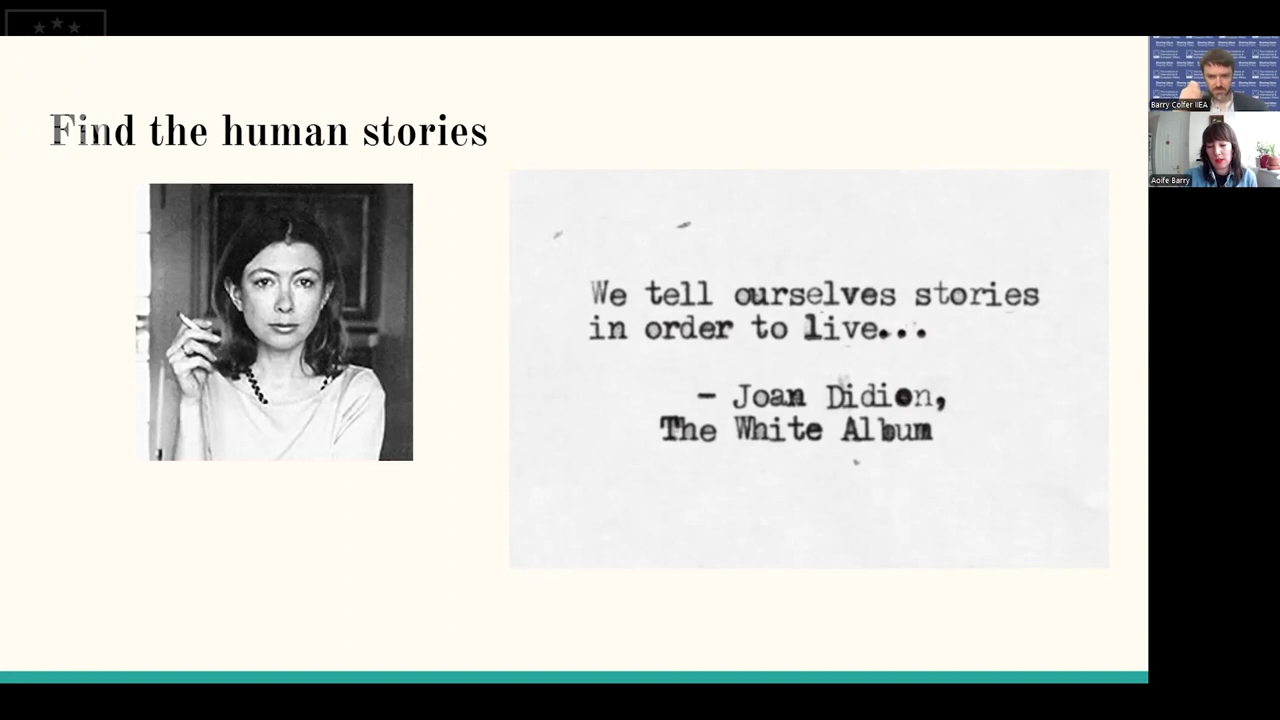 Find the human stories
We tell ourselves stories
in order to live...
— Joan Didion,
The White Album
Barry Colfer IIEA
Aoife Barry